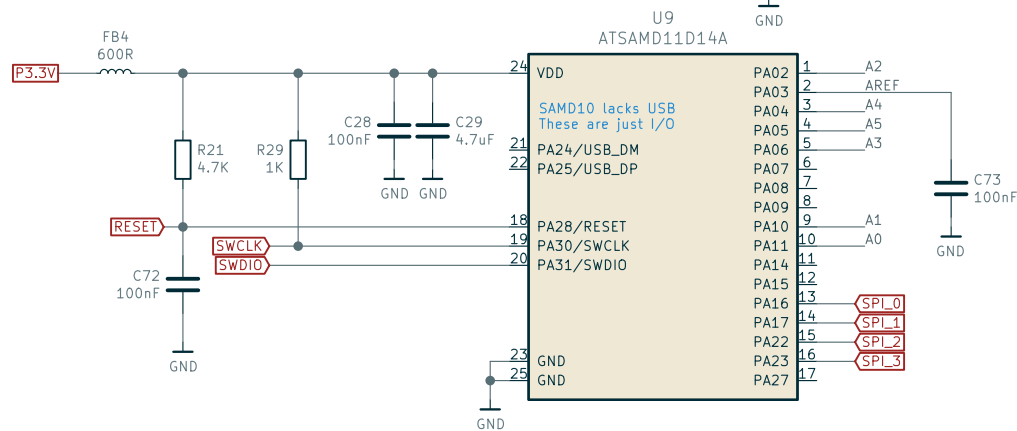 GND
U9
ATSAMD11D14A
FB4
600R
P3.3V
24 VDD
PA02 1 A2
PA03 2 AREF
SAMD10 lacks USB
PA04 3 A4
These are just I/O
PA05 4 A5
C28
100nF
C29
4.7uF
R21
4.7K
R29
1K
21 PA24/USB_DM
PA06 5 A3
22 PA25/USB_DP
PA07 6
PA08 7
PA09 8
C73
100nF
GND
GND
RESET
18 PA28/RESET
PA10 9 A1
SWCLK
19 PA30/SWCLK
PA11 10 A0
GND
SWDIO
20 PA31/SWDIO
PA14 11
C72
100nF
PA15 12
PA16 13 SPI_0
PA17 14 SPI_1
PA22 15 SPI_2
GND
23 GND
PA23 16 SPI_3
25 GND
PA27 17
GND